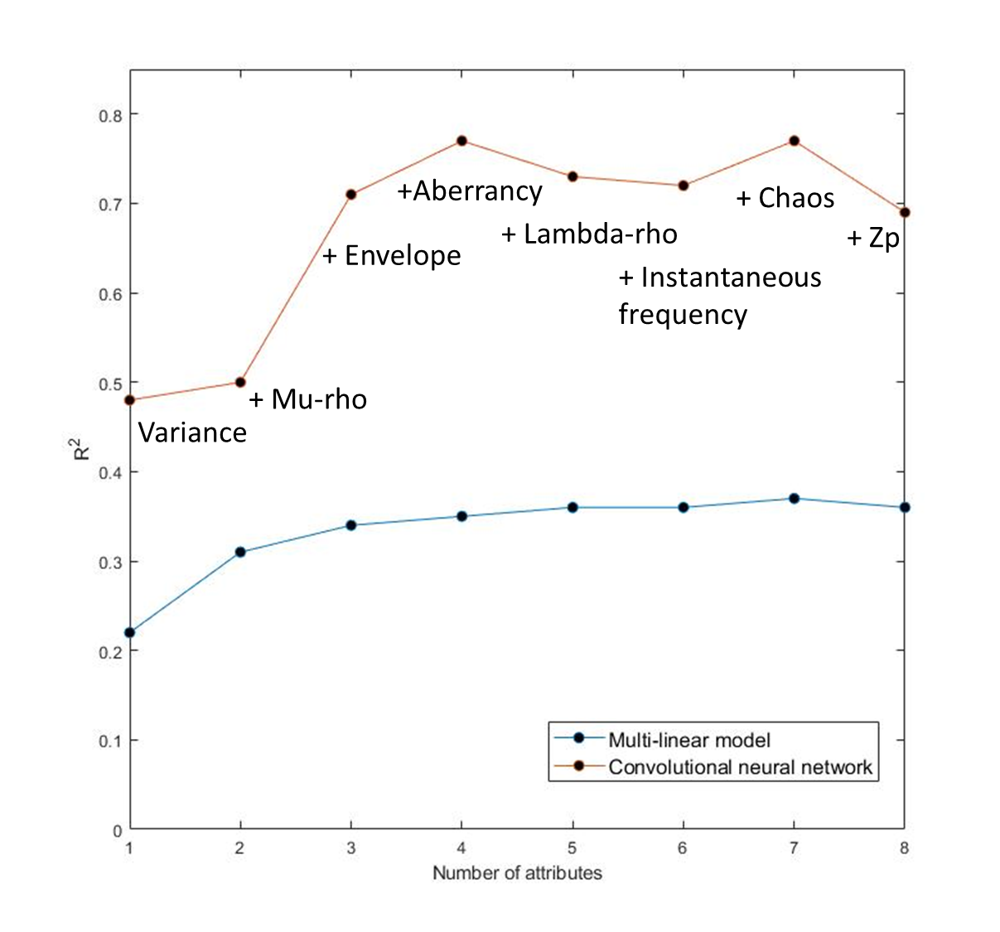 0.8
0.7
0.6
0.5
0.4
0.3
0.2
0.1
0
R2
+Aberrancy
+ Chaos
+ Lambda-rho
+ Zp
+ Envelope
+ Instantaneous
frequency
+ Mu-rho
Variance
Multi-linear model
Convolutional neural network
1 2 3 4 5 6 7 8
Number of attributes